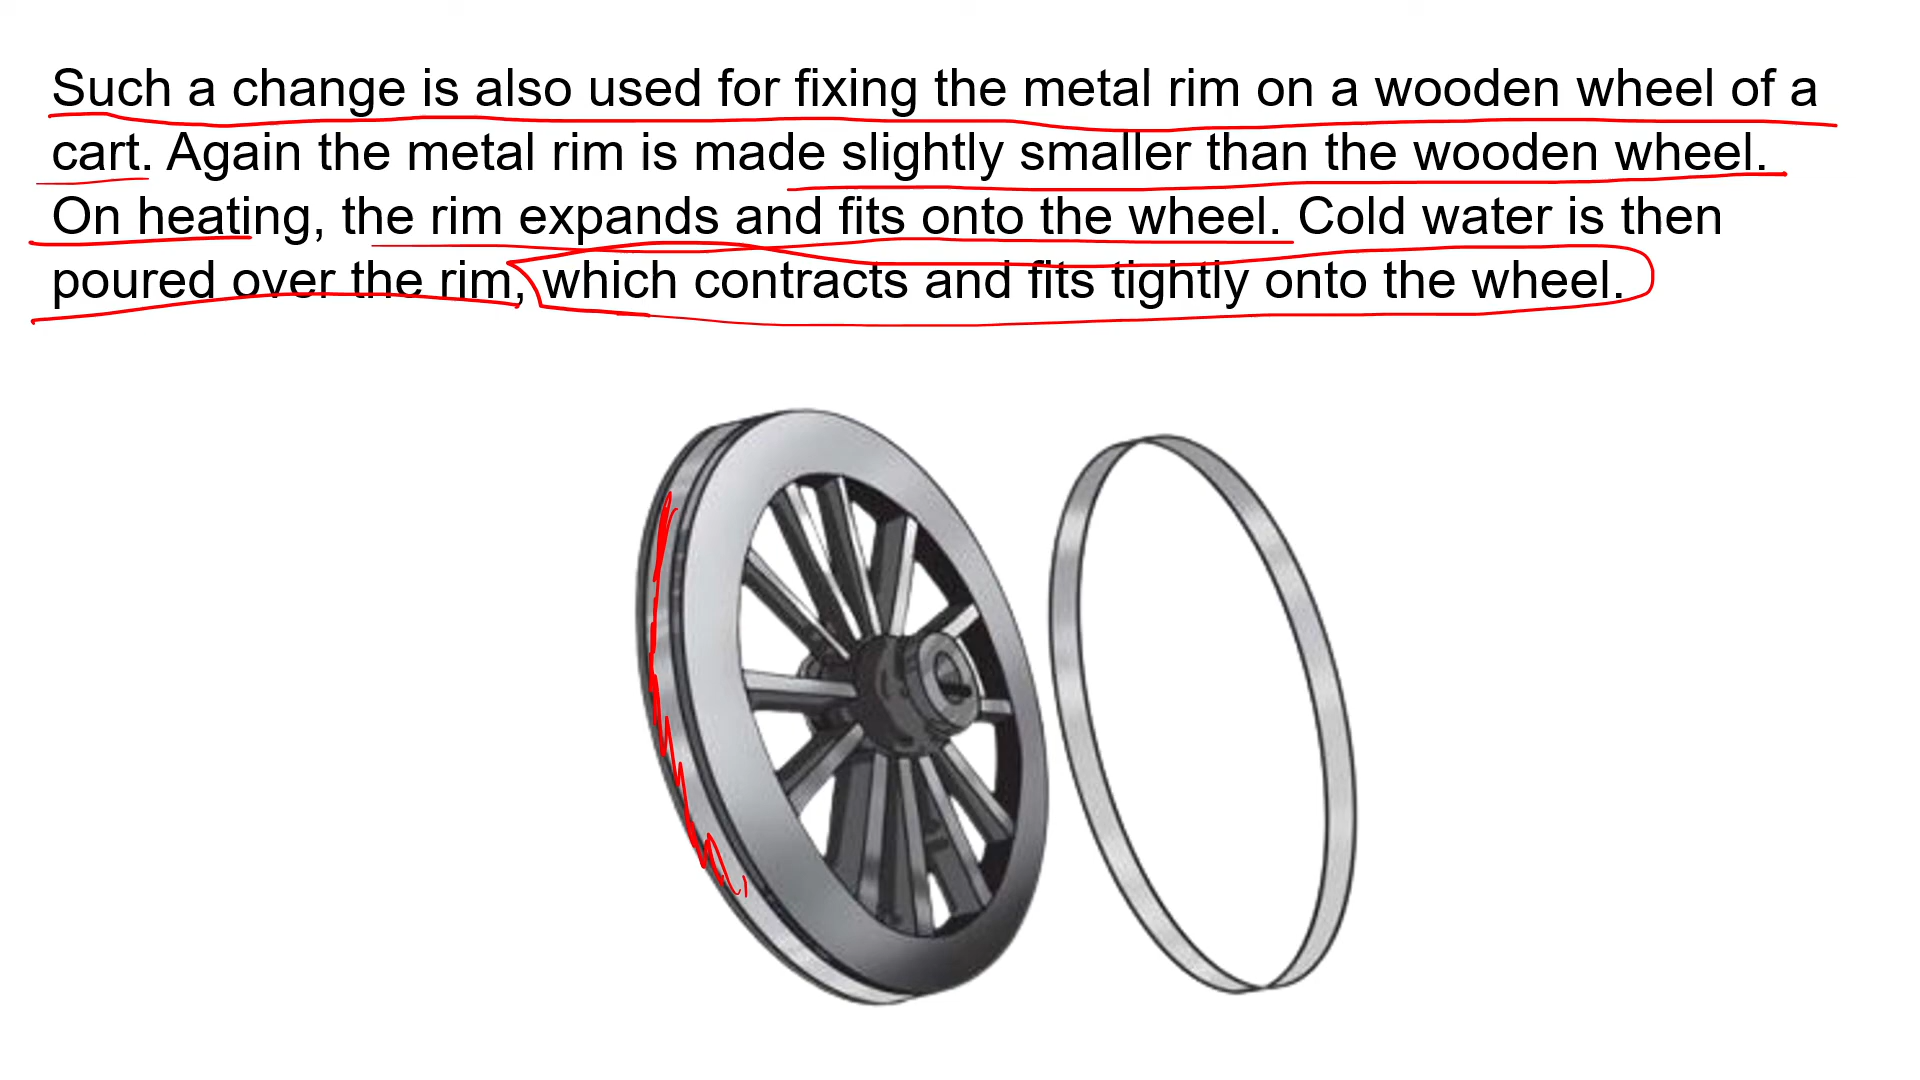 Such a change is also used for fixing the metal rim on a wooden wheel of a
cart. Again the metal rim is made slightly smaller than the wooden wheel.
On heating, the rim expands and fits onto the wheel. Cold water is then
poured over the rim, which contracts and fits tightly onto the wheel.